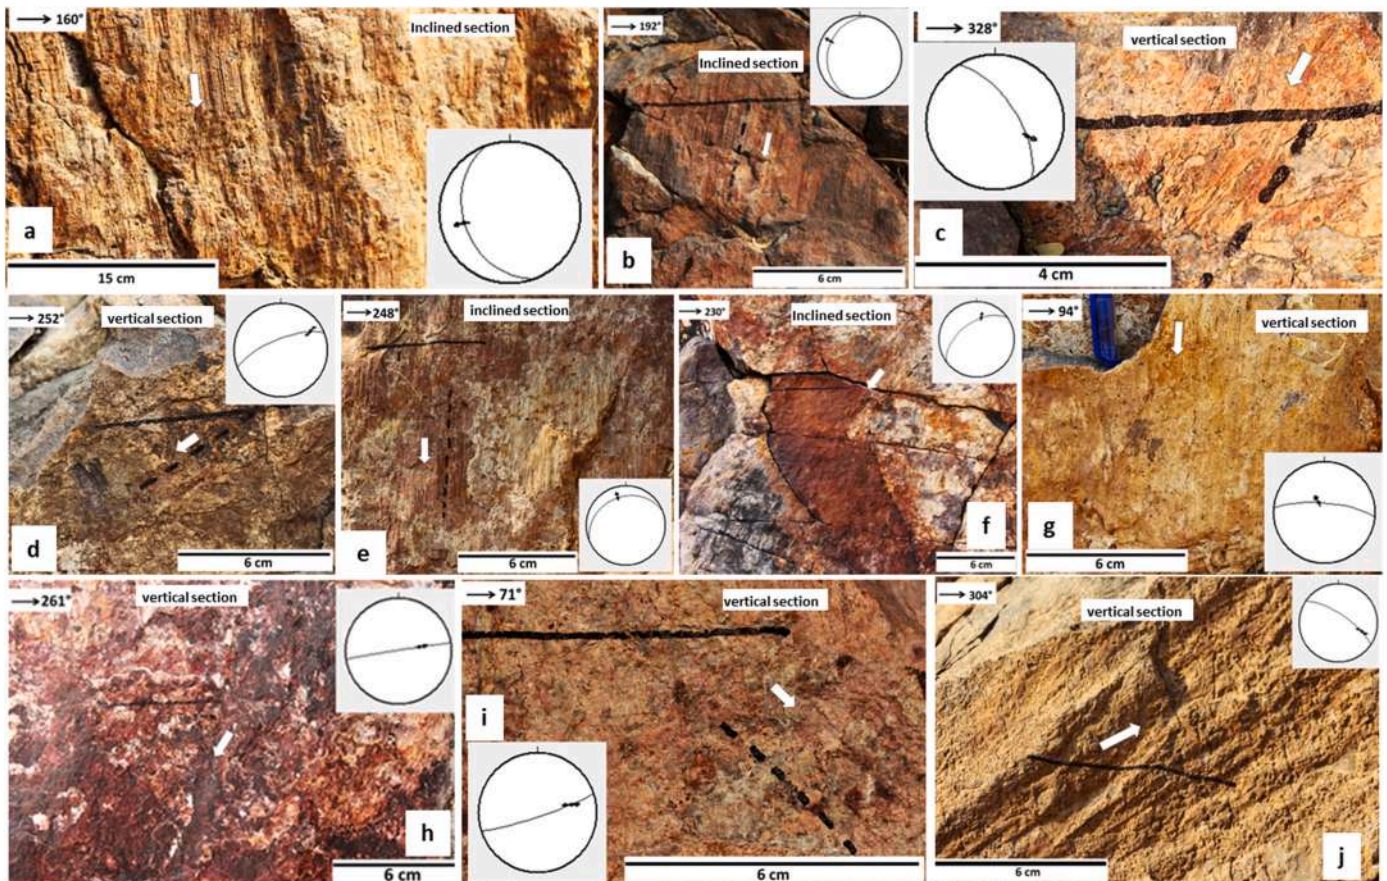 → 160°
Inclined section
a
15 cm
→ 192°
Inclined section
b
6 cm
→ 328°
vertical section
c
4 cm
→ 252°
vertical section
d
6 cm
→ 248°
inclined section
e
6 cm
→ 230°
Inclined section
f
6 cm
→ 94°
vertical section
g
6 cm
→ 261°
vertical section
h
6 cm
→ 71°
vertical section
i
6 cm
→ 304°
vertical section
j
6 cm